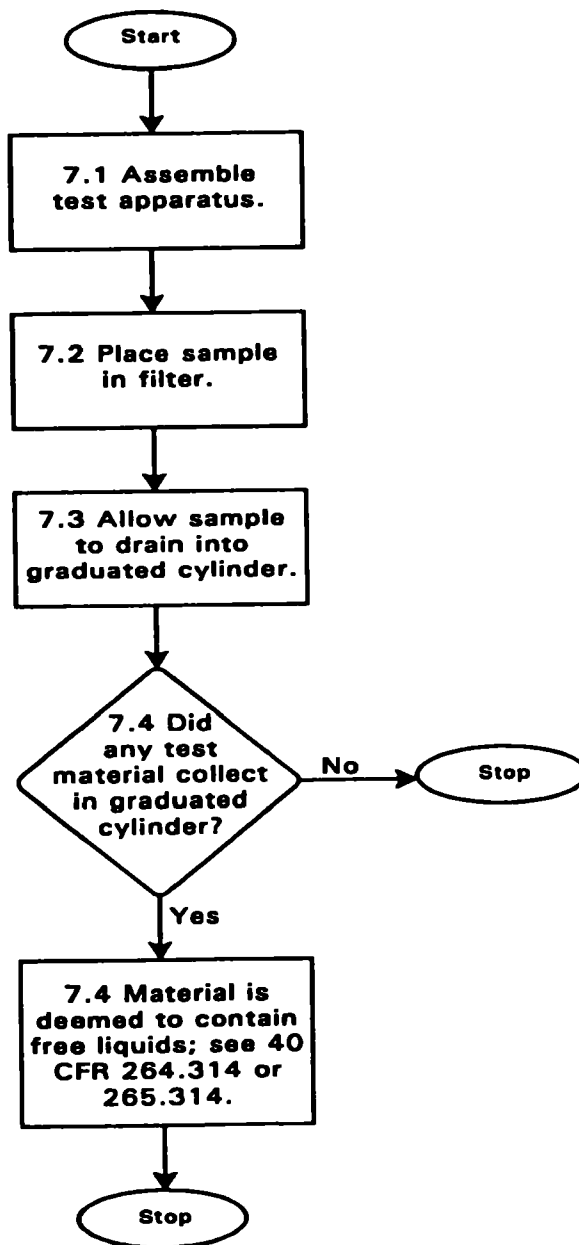 Start
7.1 Assemble
test apparatus.
7.2 Place sample
in filter.
7.3 Allow sample
to drain into
graduated cylinder.
7.4 Did
any test
material collect
in graduated
cylinder?
No
Stop
Yes
7.4 Material is
deemed to contain
free liquids; see 40
CFR 264.314 or
265.314.
Stop